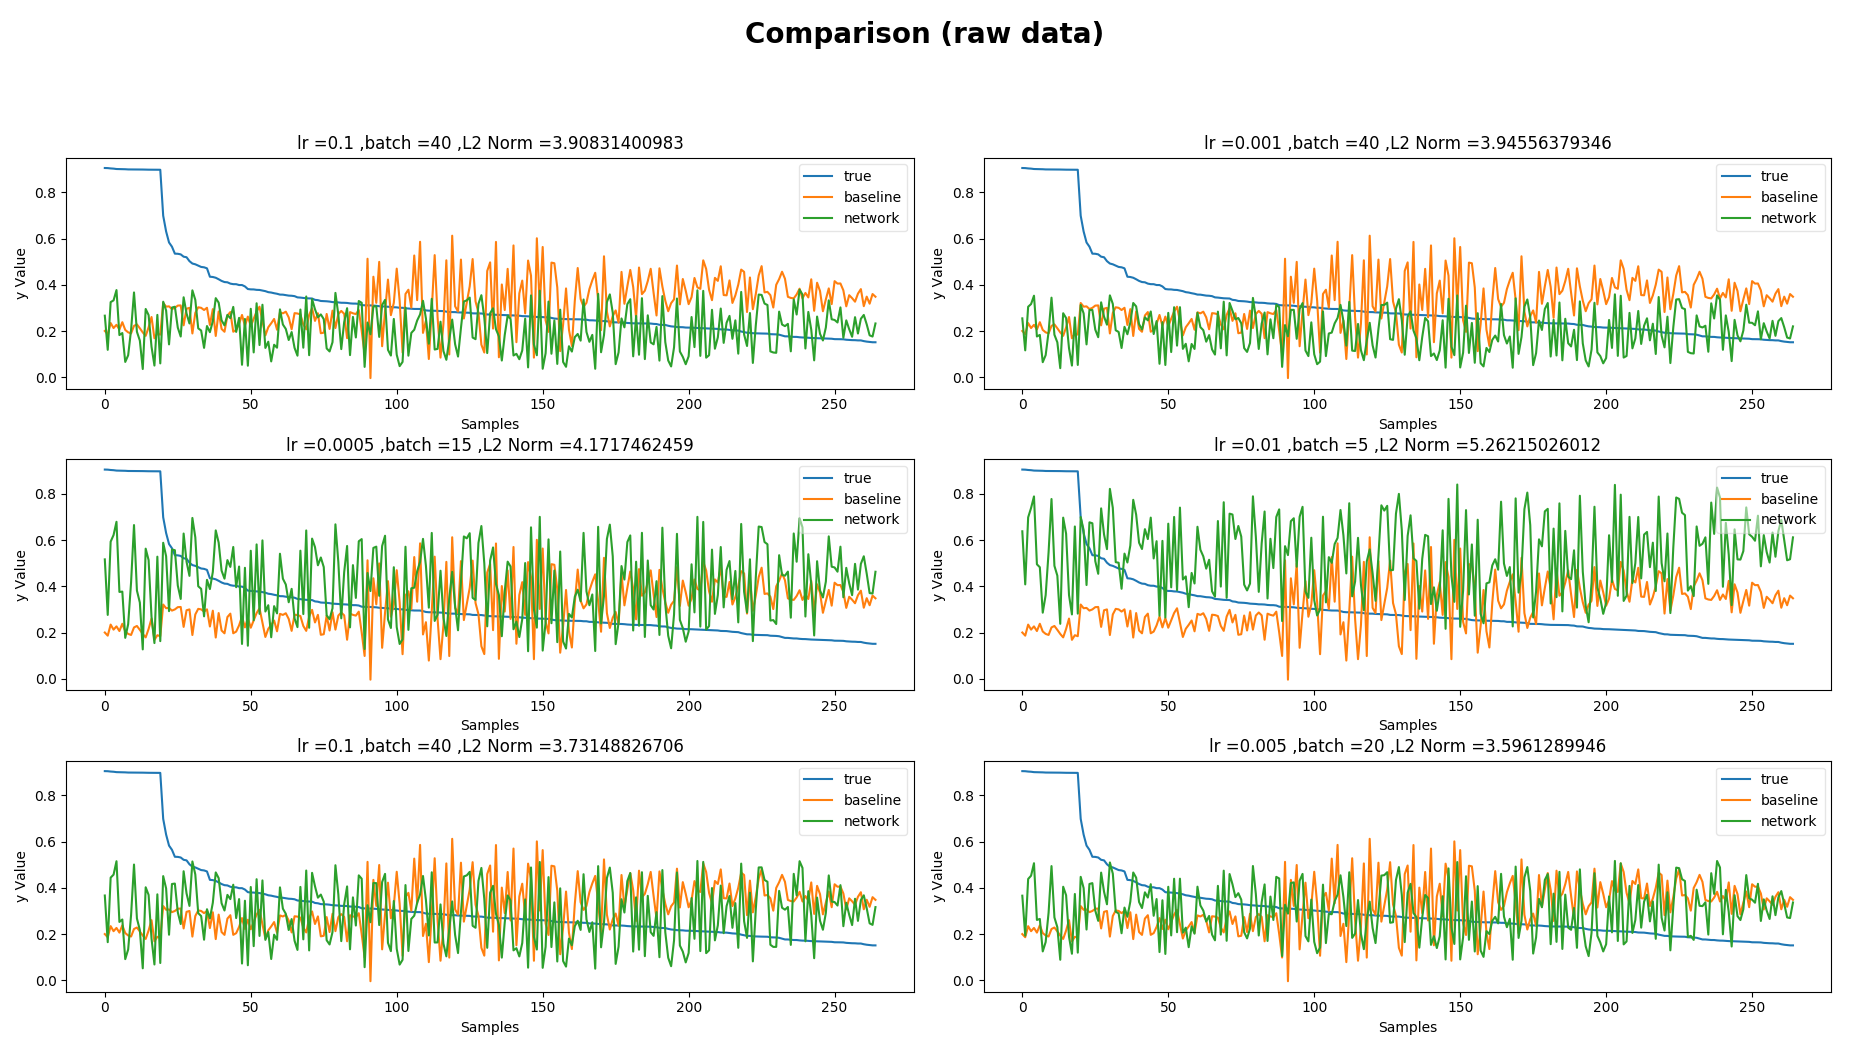 Comparison (raw data)
lr =0.1 ,batch =40 ,L2 Norm =3.90831400983
true
baseline
network
0.8
0.6
0.4
0.2
0.0
y Value
0 50 100 150 200 250
Samples
lr =0.001 ,batch =40 ,L2 Norm =3.94556379346
true
baseline
network
0.8
0.6
0.4
0.2
0.0
y Value
0 50 100 150 200 250
Samples
lr =0.0005 ,batch =15 ,L2 Norm =4.1717462459
true
baseline
network
0.8
0.6
0.4
0.2
0.0
y Value
0 50 100 150 200 250
Samples
lr =0.01 ,batch =5 ,L2 Norm =5.26215026012
true
baseline
network
0.8
0.6
0.4
0.2
0.0
y Value
0 50 100 150 200 250
Samples
lr =0.1 ,batch =40 ,L2 Norm =3.73148826706
true
baseline
network
0.8
0.6
0.4
0.2
0.0
y Value
0 50 100 150 200 250
Samples
lr =0.005 ,batch =20 ,L2 Norm =3.5961289946
true
baseline
network
0.8
0.6
0.4
0.2
0.0
y Value
0 50 100 150 200 250
Samples